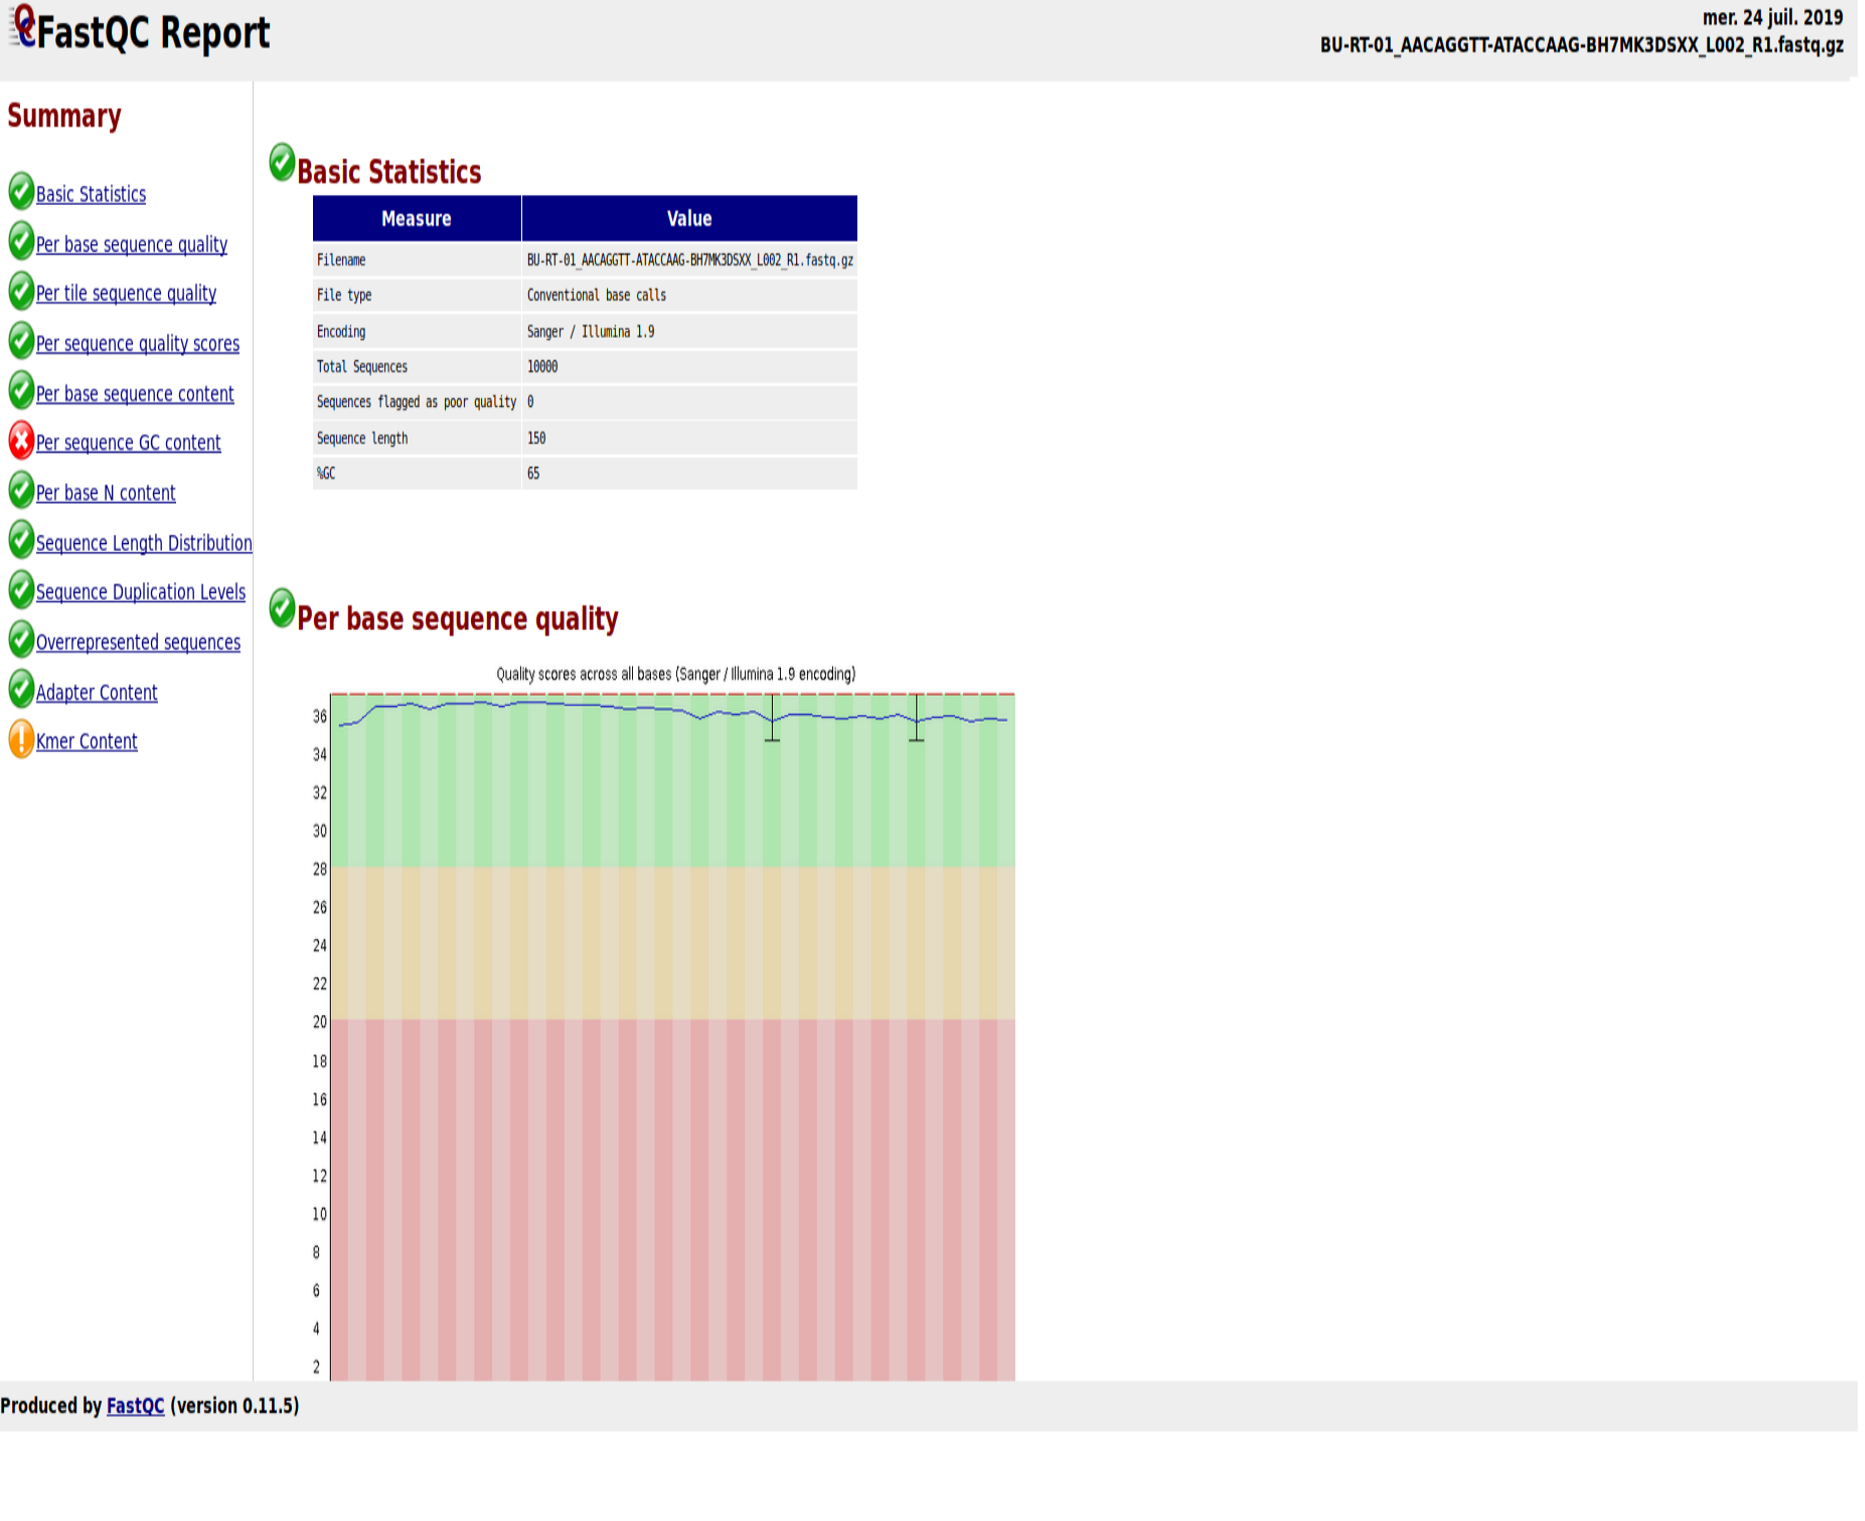 FastQC Report
mer. 24 juil. 2019
BU-RT-01_AACAGGTT-ATACCAAG-BH7MK3DSXX_L002_R1.fastq.gz
Summary
Basic Statistics
Per base sequence quality
Per tile sequence quality
Per sequence quality scores
Per base sequence content
Per sequence GC content
Per base N content
Sequence Length Distribution
Sequence Duplication Levels
Overrepresented sequences
Adapter Content
Kmer Content
Basic Statistics
Measure Value
Filename BU-RT-01_AACAGGTT-ATACCAAG-BH7MK3DSXX_L002_R1.fastq.gz
File type Conventional base calls
Encoding Sanger / Illumina 1.9
Total Sequences 10000
Sequences flagged as poor quality 0
Sequence length 150
%GC 65
Per base sequence quality
Quality scores across all bases (Sanger / Illumina 1.9 encoding)
36
34
32
30
28
26
24
22
20
18
16
14
12
10
8
6
4
2
Produced by FastQC (version 0.11.5)